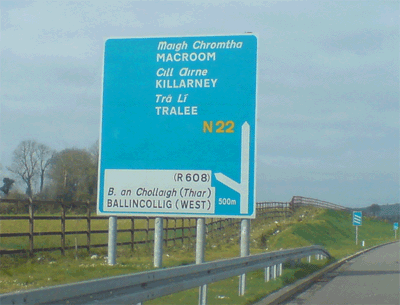 Maigh Chromtha
MACROOM
Cill Airne
KILLARNEY
Trá Lí
TRALEE
N22
(R608)
B. an Chollaigh (Thiar)
BALLINCOLLIG (WEST)
500m